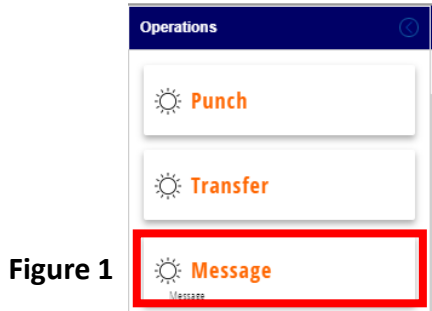 Operations
Punch
Transfer
Figure 1
Message
Message